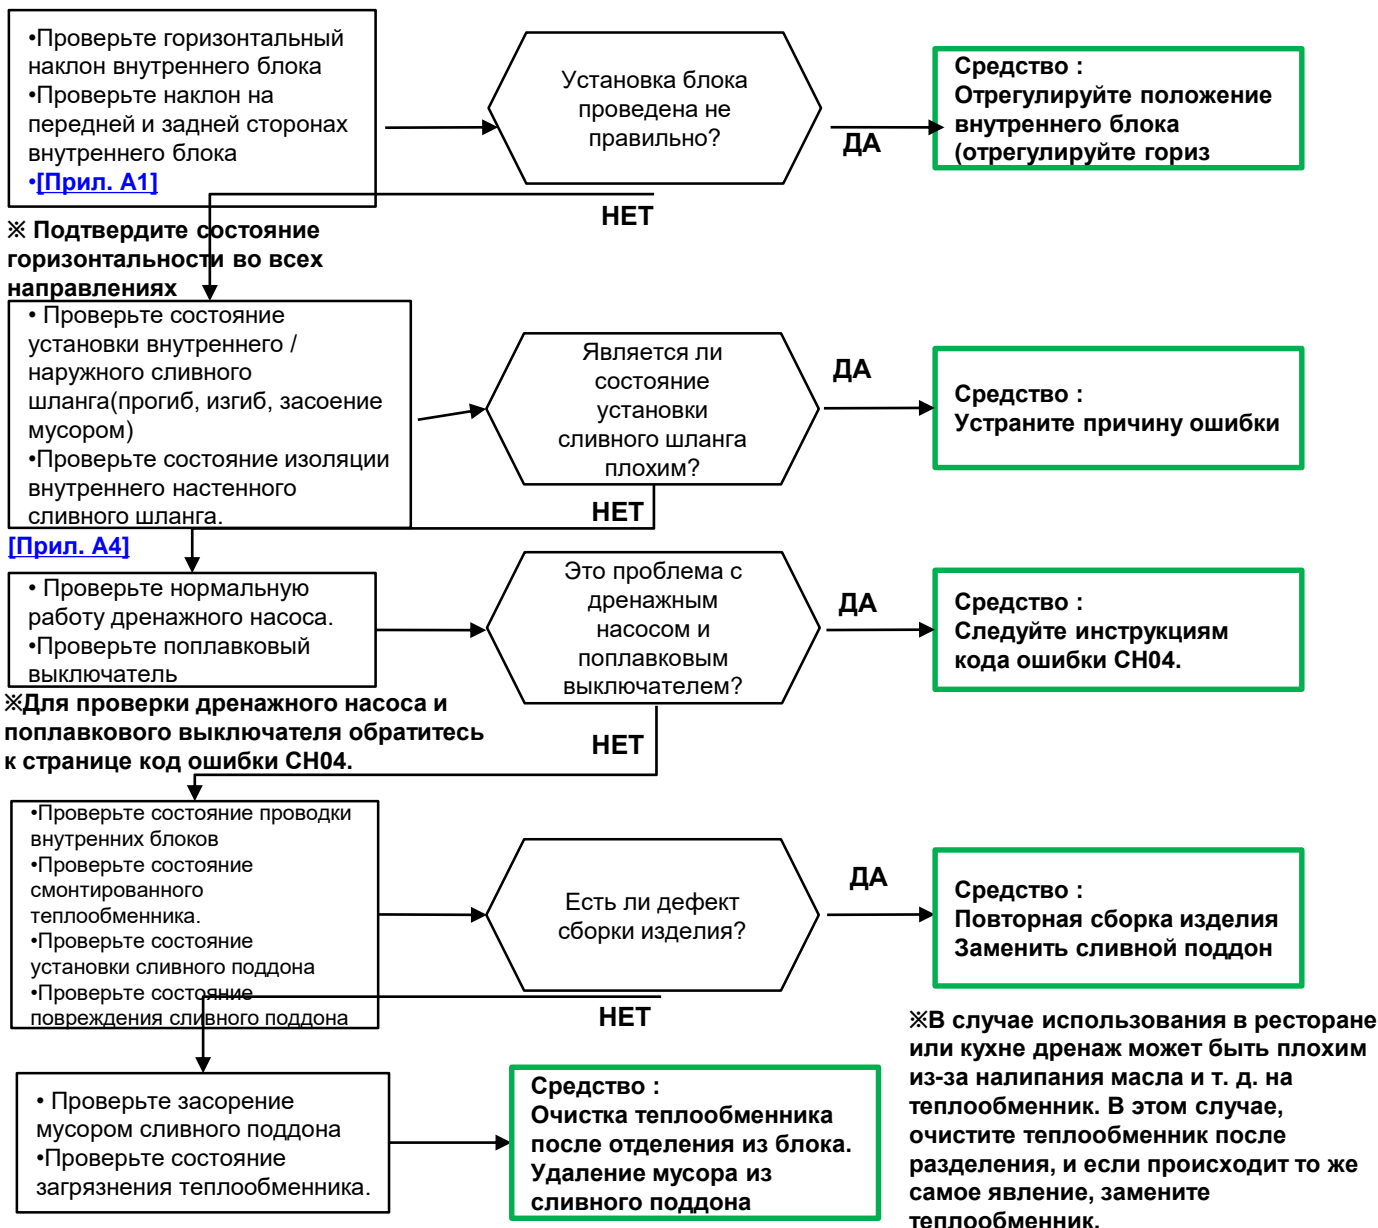 •Проверьте горизонтальный
наклон внутреннего блока
•Проверьте наклон на
передней и задней сторонах
внутреннего блока
•[Прил. А1]
Установка блока
проведена не
правильно?
ДА
Средство :
Отрегулируйте положение
внутреннего блока
(отрегулируйте гориз
НЕТ
※ Подтвердите состояние
горизонтальности во всех
направлениях
• Проверьте состояние
установки внутреннего /
наружного сливного
шланга(прогиб, изгиб, засоение
мусором)
•Проверьте состояние изоляции
внутреннего настенного
сливного шланга.
[Прил. А4]
Является ли
состояние
установки
сливного шланга
плохим?
ДА
Средство :
Устраните причину ошибки
НЕТ
• Проверьте нормальную
работу дренажного насоса.
•Проверьте поплавковый
выключатель
Это проблема с
дренажным
насосом и
поплавковым
выключателем?
ДА
Средство :
Следуйте инструкциям
кода ошибки CH04.
※Для проверки дренажного насоса и
поплавкового выключателя обратитесь
к странице код ошибки CH04.
НЕТ
•Проверьте состояние проводки
внутренних блоков
•Проверьте состояние
смонтированного
теплообменника.
•Проверьте состояние
установки сливного поддона
•Проверьте состояние
повреждения сливного поддона
Есть ли дефект
сборки изделия?
ДА
Средство :
Повторная сборка изделия
Заменить сливной поддон
НЕТ
• Проверьте засорение
мусором сливного поддона
•Проверьте состояние
загрязнения теплообменника.
Средство :
Очистка теплообменника
после отделения из блока.
Удаление мусора из
сливного поддона
※В случае использования в ресторане
или кухне дренаж может быть плохим
из-за налипания масла и т. д. на
теплообменник. В этом случае,
очистите теплообменник после
разделения, и если происходит то же
самое явление, замените
теплообменник.